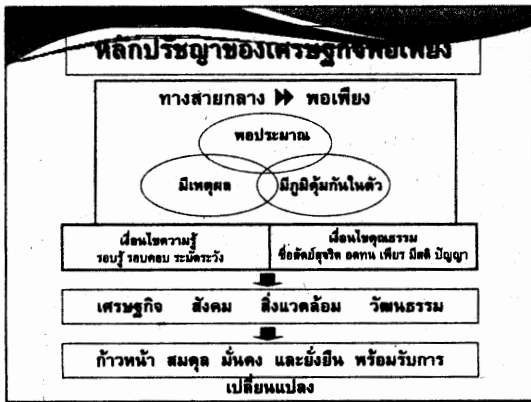 หลักปรัชญาของเศรษฐกิจพอเพียง
ทางสายกลาง ▶▶ พอเพียง
พอประมาณ
มีเหตุผล
มีภูมิคุ้มกันในตัว
เงื่อนไขความรู้
รอบรู้ รอบคอบ ระมัดระวัง
เงื่อนไขคุณธรรม
ซื่อสัตย์สุจริต อดทน เพียร มีสติ ปัญญา
เศรษฐกิจ สังคม สิ่งแวดล้อม วัฒนธรรม
ก้าวหน้า สมดุล มั่นคง และยั่งยืน พร้อมรับการ
เปลี่ยนแปลง